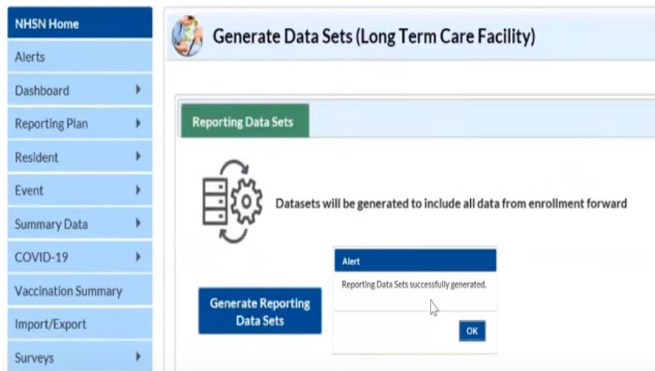 NHSN Home
Alerts
Dashboard
Reporting Plan
Resident
Event
Summary Data
COVID-19
Vaccination Summary
Import/Export
Surveys
Generate Data Sets (Long Term Care Facility)
Reporting Data Sets
Datasets will be generated to include all data from enrollment forward
Generate Reporting
Data Sets
Alert
Reporting Data Sets successfully generated.
OK